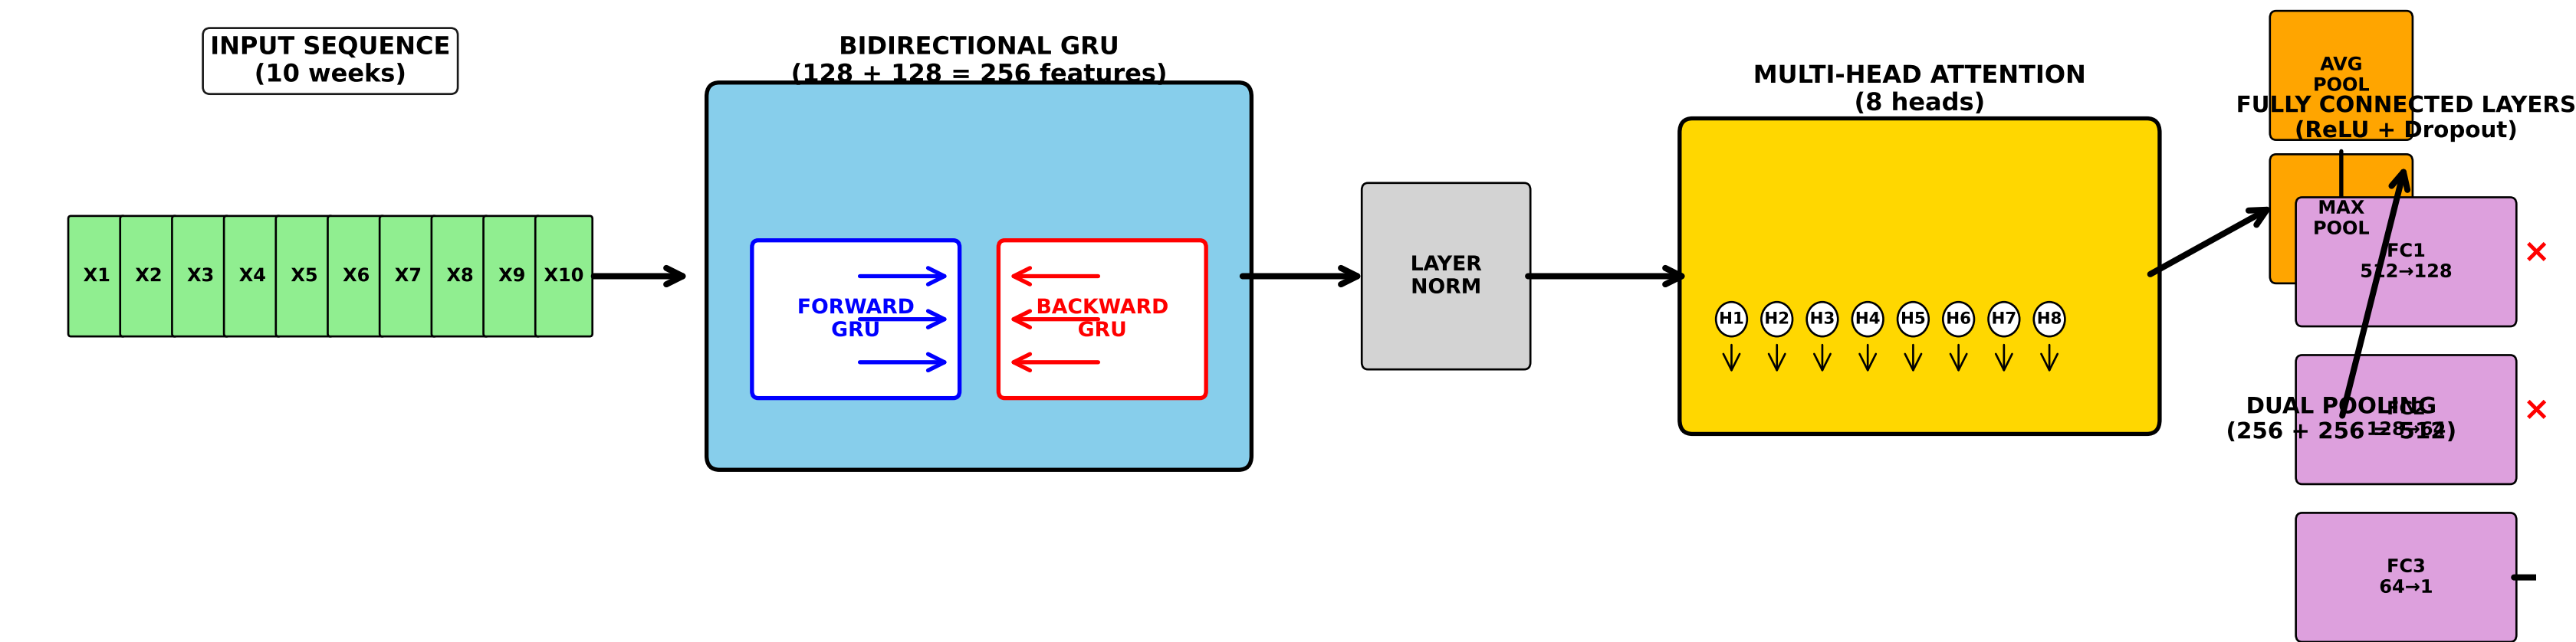 INPUT SEQUENCE
(10 weeks)
X1 X2 X3 X4 X5 X6 X7 X8 X9 X10
BIDIRECTIONAL GRU
(128 + 128 = 256 features)
FORWARD
GRU
BACKWARD
GRU
LAYER
NORM
MULTI-HEAD ATTENTION
(8 heads)
H1 H2 H3 H4 H5 H6 H7 H8
AVG
POOL
MAX
POOL
DUAL POOLING
(256 + 256 = 512)
FULLY CONNECTED LAYERS
(ReLU + Dropout)
FC1
512→128
FC2
128→64
FC3
64→1